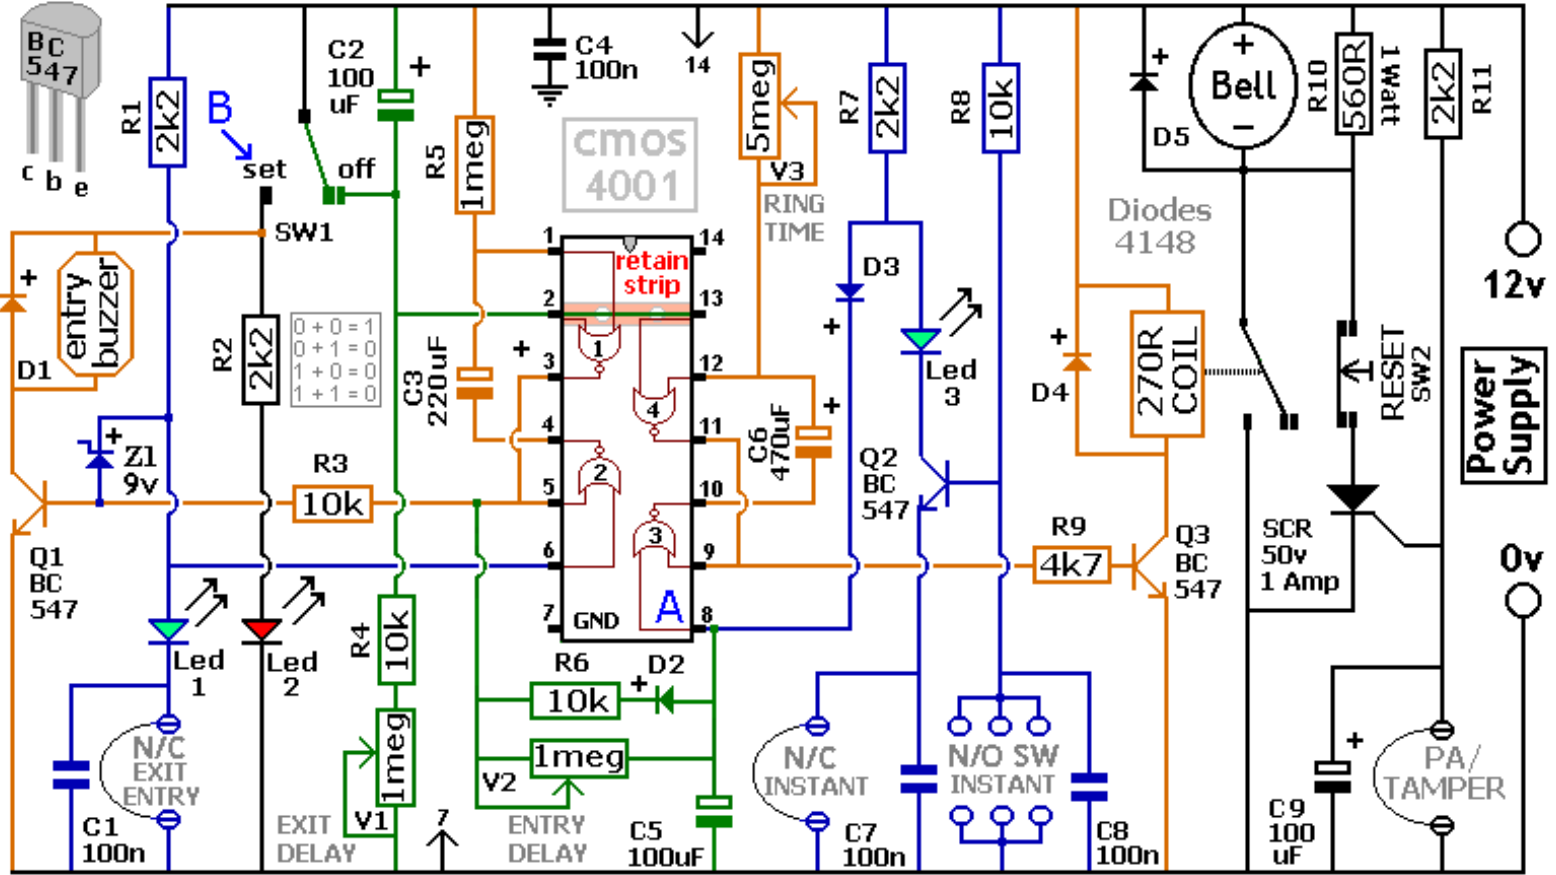 BC
547
c b e
R1
2k2
B
set
off
SW1
C2
100
uF
+
R5
1meg
C4
100n
14
cmos
4001
5meg
V3
RING
TIME
R7
2k2
R8
10k
+
D5
+
Bell
−
R10
560R
1 Watt
2k2
R11
Diodes
4148
12v
+
D1
entry
buzzer
R2
2k2
0 + 0 = 1
0 + 1 = 0
1 + 0 = 0
1 + 1 = 0
C3
220uF
+
1
2
3
4
5
6
7
GND
14
13
12
11
10
9
8
retain
strip
1
2
3
4
A
C6
470uF
+
D3
+
Led
3
Q2
BC
547
+
D4
270R
COIL
RESET
SW2
Power
Supply
+
Z1
9v
R3
10k
Q1
BC
547
R9
4k7
Q3
BC
547
SCR
50v
1 Amp
0v
Led
1
Led
2
R4
10k
R6
10k
+
D2
N/C
EXIT
ENTRY
C1
100n
EXIT
DELAY
V1
1meg
7
V2
1meg
ENTRY
DELAY
C5
100uF
N/C
INSTANT
C7
100n
N/O SW
INSTANT
C8
100n
C9
100
uF
+
PA/
TAMPER